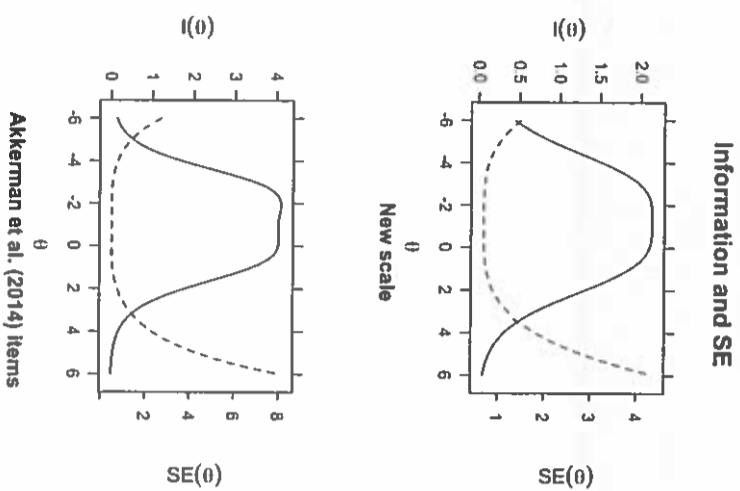 Information and SE
I(θ)
0.0 0.5 1.0 1.5 2.0
-6 -4 -2 0 2 4 6
1 2 3 4
SE(θ)
θ
New scale
I(θ)
0 1 2 3 4
-6 -4 -2 0 2 4 6
2 4 6 8
SE(θ)
θ
Akkerman et al. (2014) items